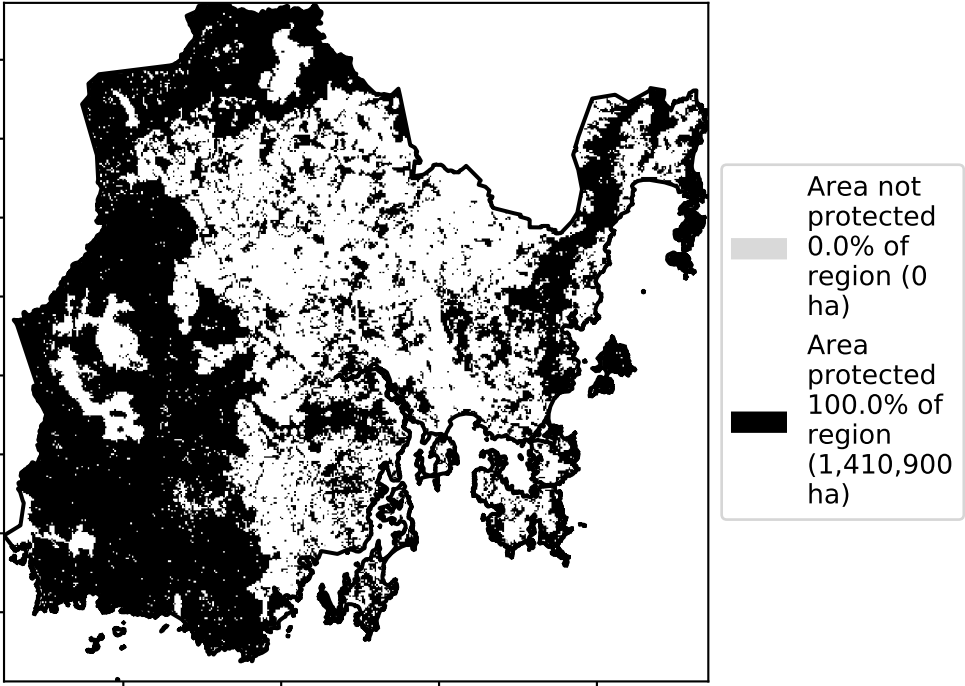 Area not
protected
0.0% of
region (0
ha)
Area
protected
100.0% of
region
(1,410,900
ha)